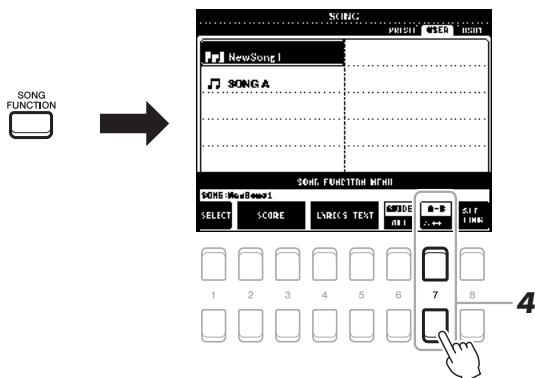 SONG
FUNCTION
SONG
PRESET USER USB1
NewSong1
SONG A
SONG FUNCTION MENU
SONG:NewSong1
SELECT SCORE LYRICS TEXT GUIDE A-B
1 2 3 4 5 6 7 8
4